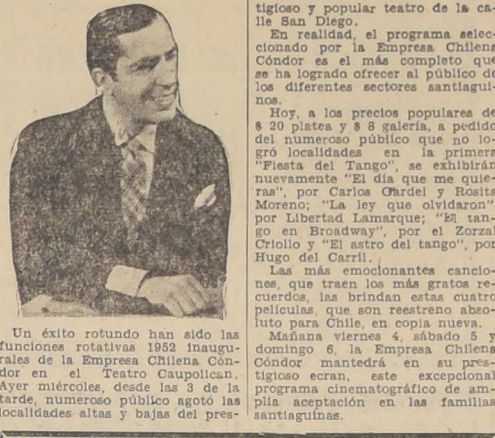 Un éxito rotundo han sido las
funciones rotativas 1952 inaugu-
rales de la Empresa Chilena Cón-
dor en el Teatro Caupolicán.
Ayer miércoles, desde las 3 de la
tarde, numeroso público agotó las
localidades altas y bajas del pres-
tigioso y popular teatro de la ca-
lle San Diego.
En realidad, el programa selec-
cionado por la Empresa Chilena
Cóndor es el más completo que
se ha logrado ofrecer al público de
los diferentes sectores santiagui-
nos.
Hoy, a los precios populares de
$ 20 platea y $ 8 galería, a pedido
del numeroso público que no lo-
gró localidades en la primera
"Fiesta del Tango", se exhibirán
nuevamente "El día que me quie-
ras", por Carlos Gardel y Rosita
Moreno; "La ley que olvidaron"
por Libertad Lamarque; "El tan-
go en Broadway", por el Zorzal
Criollo y "El astro del tango", por
Hugo del Carril.
Las más emocionantes cancio-
nes, que traen los más gratos re-
cuerdos, las brindan estas cuatro
películas, que son reestreno abso-
luto para Chile, en copia nueva.
Mañana viernes 4, sábado 5 y
domingo 6, la Empresa Chilena
Cóndor mantedrá en su pres-
tigioso ecran, este excepcional
programa cinematográfico de am-
plia aceptación en las familias
santiaguinas.